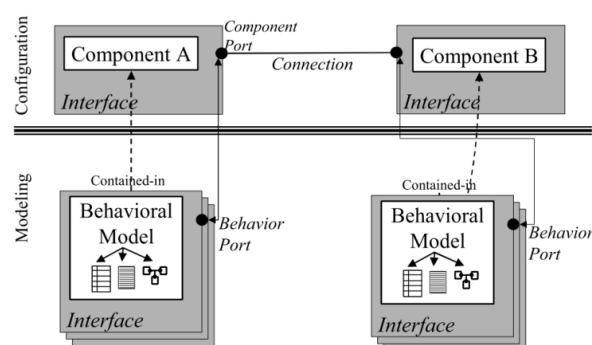 Configuration
Component A
Interface
Component
Port
Connection
Component B
Interface
Modeling
Contained-in
Behavioral
Model
Interface
Behavior
Port
Contained-in
Behavioral
Model
Interface
Behavior
Port